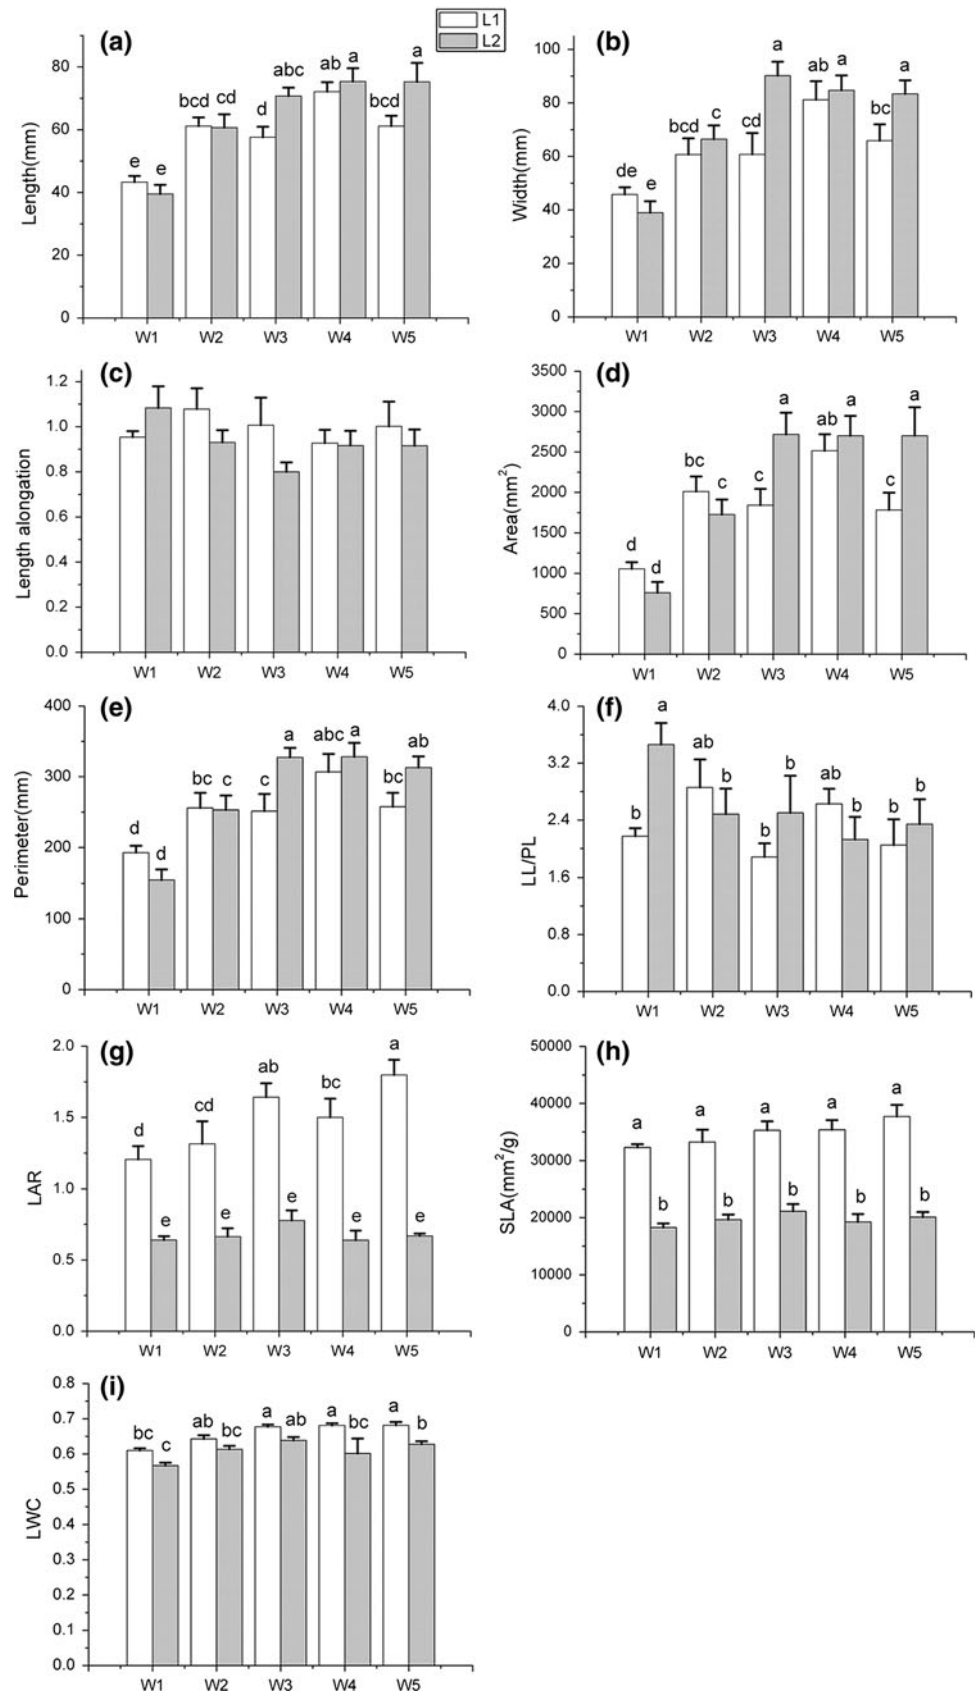 L1
L2
(a)
Length(mm)
80
60
40
20
0
e e bcd cd d abc ab a bcd a
W1 W2 W3 W4 W5
(b)
Width(mm)
100
80
60
40
20
0
de e bcd c cd a ab a bc a
W1 W2 W3 W4 W5
(c)
Length alongation
1.2
1.0
0.8
0.6
0.4
0.2
0.0
W1 W2 W3 W4 W5
(d)
Area(mm²)
3500
3000
2500
2000
1500
1000
500
0
d d bc c c a ab a c a
W1 W2 W3 W4 W5
(e)
Perimeter(mm)
400
300
200
100
0
d d bc c c a abc a bc ab
W1 W2 W3 W4 W5
(f)
LL/PL
4.0
3.2
2.4
1.6
0.8
0.0
b a ab b b b ab b b b
W1 W2 W3 W4 W5
(g)
LAR
2.0
1.5
1.0
0.5
0.0
d e cd e ab e bc e a e
W1 W2 W3 W4 W5
(h)
SLA(mm²/g)
50000
40000
30000
20000
10000
0
a b a b a b a b a b
W1 W2 W3 W4 W5
(i)
LWC
0.8
0.7
0.6
0.5
0.4
0.3
0.2
0.1
0.0
bc c ab bc a ab a bc a b
W1 W2 W3 W4 W5